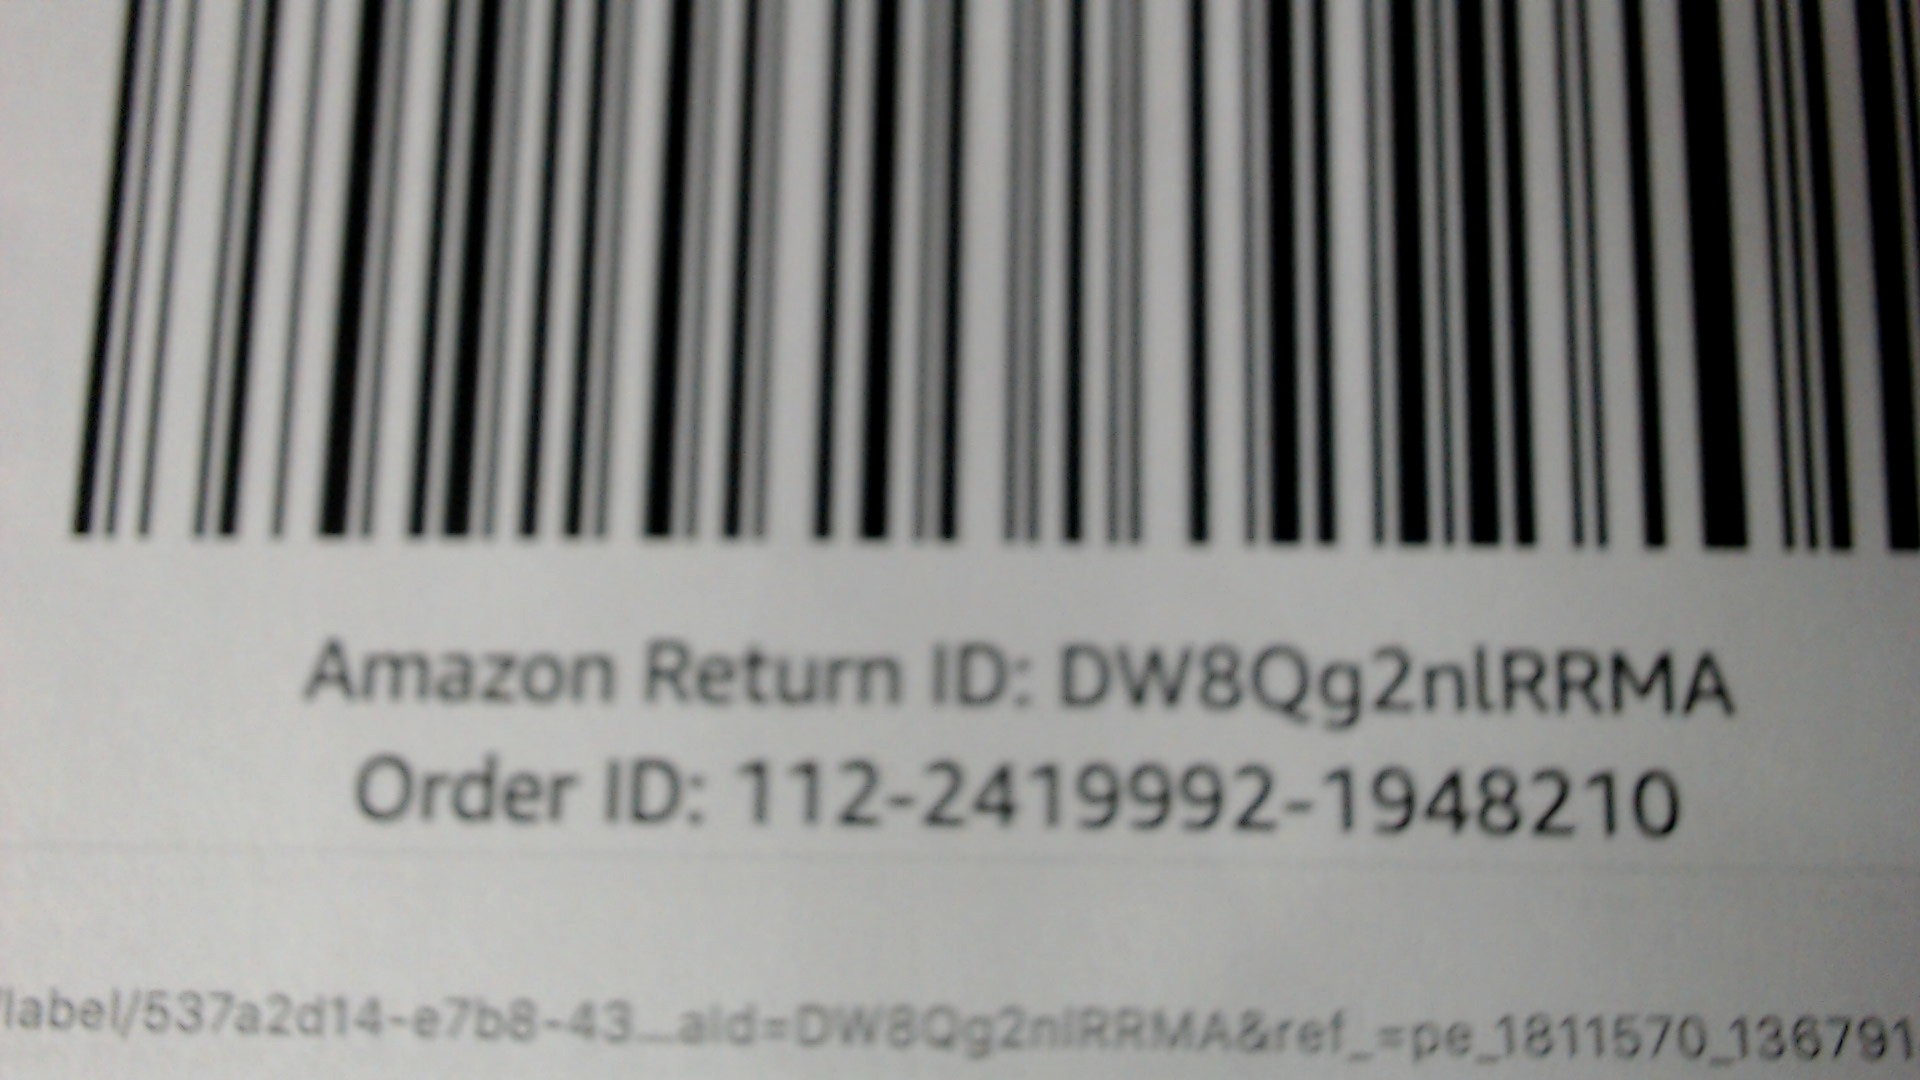 Amazon Return ID: DW8Qg2nlRRMA
Order ID: 112-2419992-1948210
/label/537a2d14-e7b8-43...aId=DW8Qg2nlRRMA&ref_=pe_1811570_136791